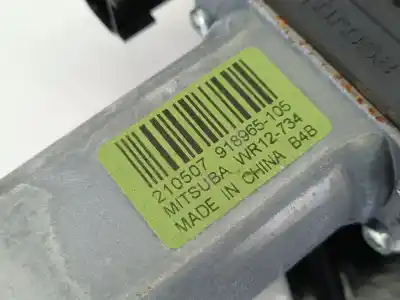 210507 918965-105
MITSUBA WR12-734
MADE IN CHINA B4B